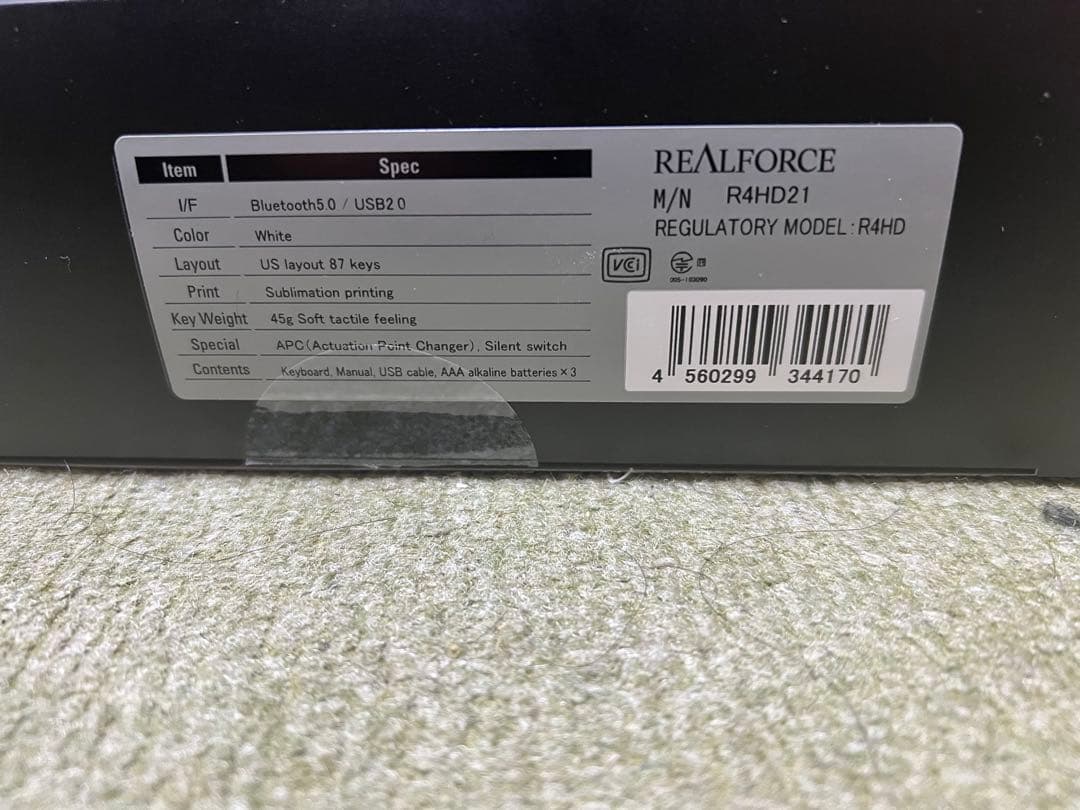 Item Spec
I/F Bluetooth5.0 / USB2.0
Color White
Layout US layout 87 keys
Print Sublimation printing
Key Weight 45g Soft tactile feeling
Special APC(Actuation Point Changer), Silent switch
Contents Keyboard, Manual, USB cable, AAA alkaline batteries×3
REALFORCE
M/N R4HD21
REGULATORY MODEL:R4HD
VCI
4 560299 344170